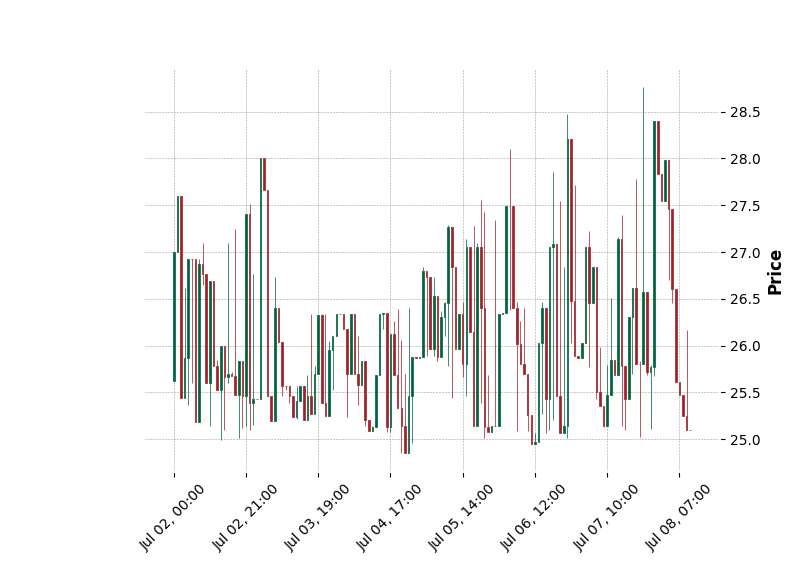 28.5
28.0
27.5
27.0
26.5
26.0
25.5
25.0
Price
Jul 02, 00:00
Jul 02, 21:00
Jul 03, 19:00
Jul 04, 17:00
Jul 05, 14:00
Jul 06, 12:00
Jul 07, 10:00
Jul 08, 07:00